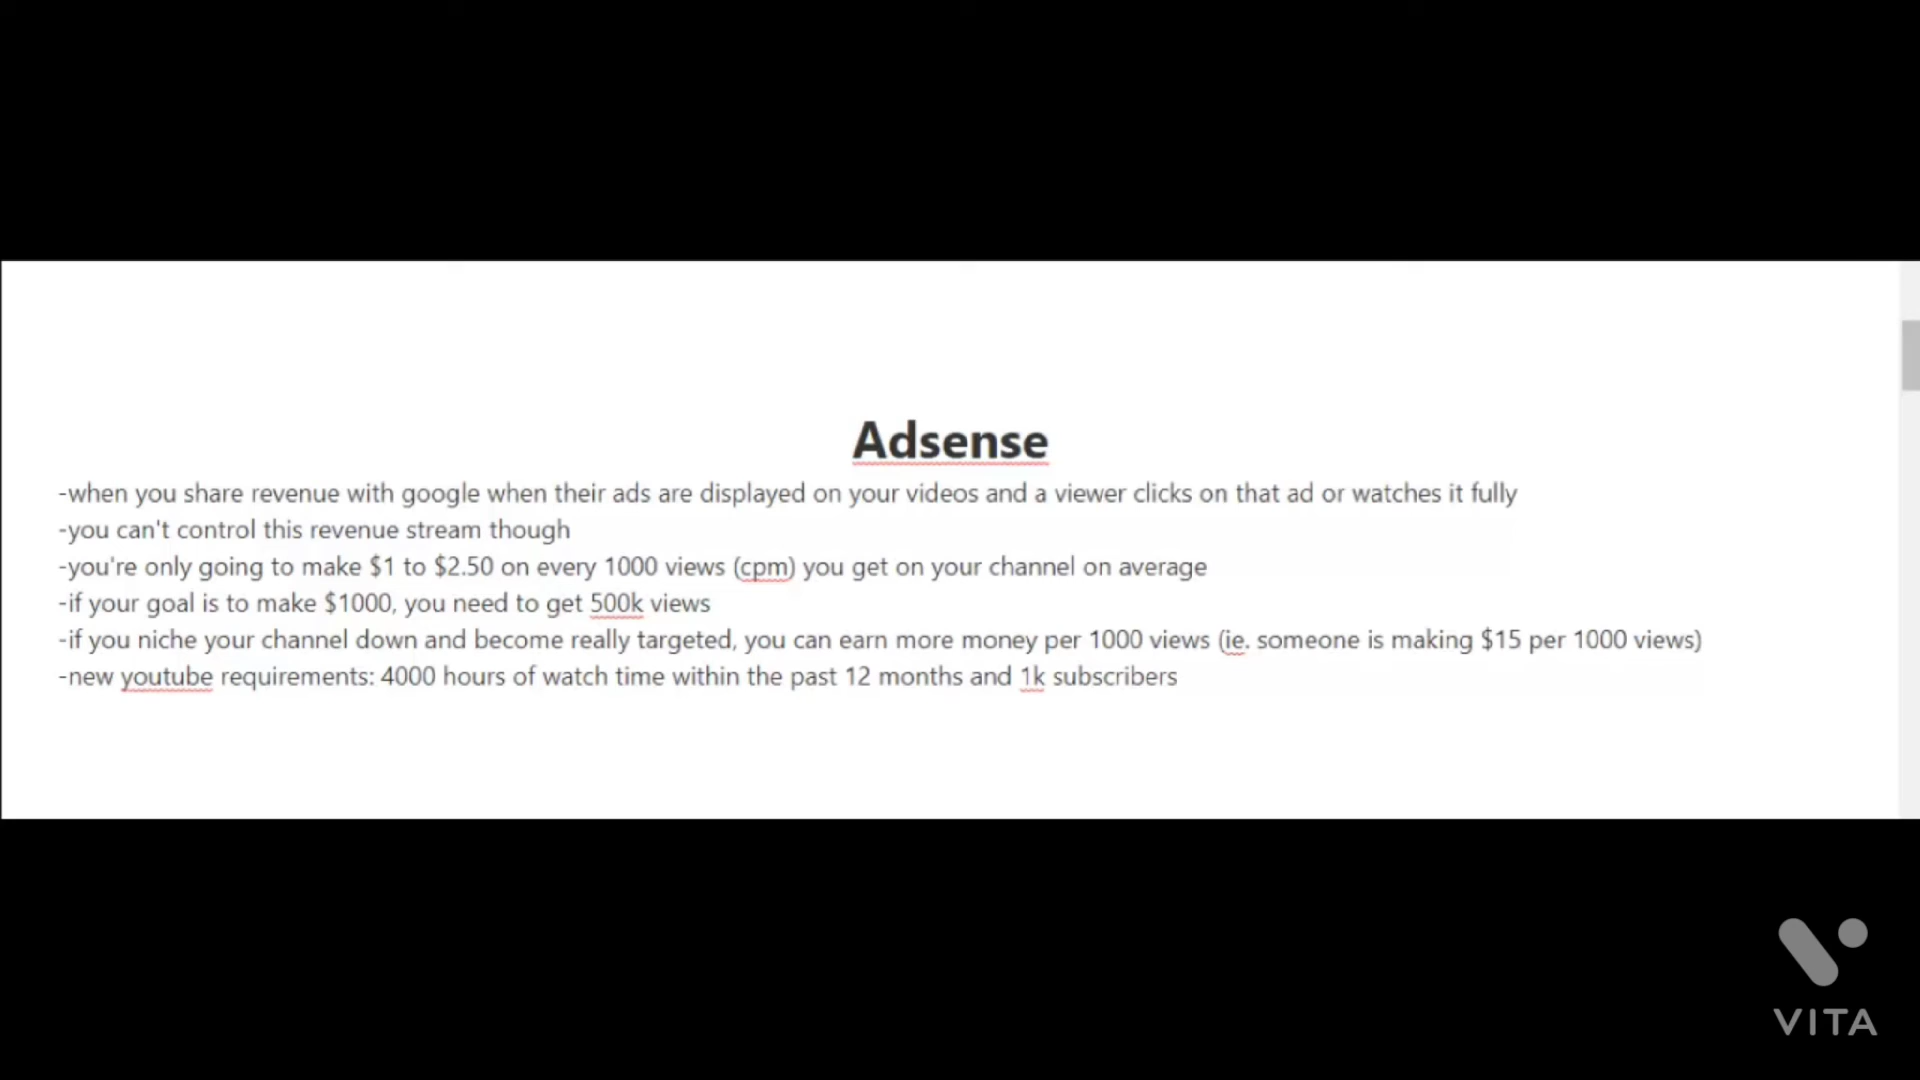 Adsense
-when you share revenue with google when their ads are displayed on your videos and a viewer clicks on that ad or watches it fully
-you can't control this revenue stream though
-you're only going to make $1 to $2.50 on every 1000 views (cpm) you get on your channel on average
-if your goal is to make $1000, you need to get 500k views
-if you niche your channel down and become really targeted, you can earn more money per 1000 views (ie. someone is making $15 per 1000 views)
-new youtube requirements: 4000 hours of watch time within the past 12 months and 1k subscribers
VITA